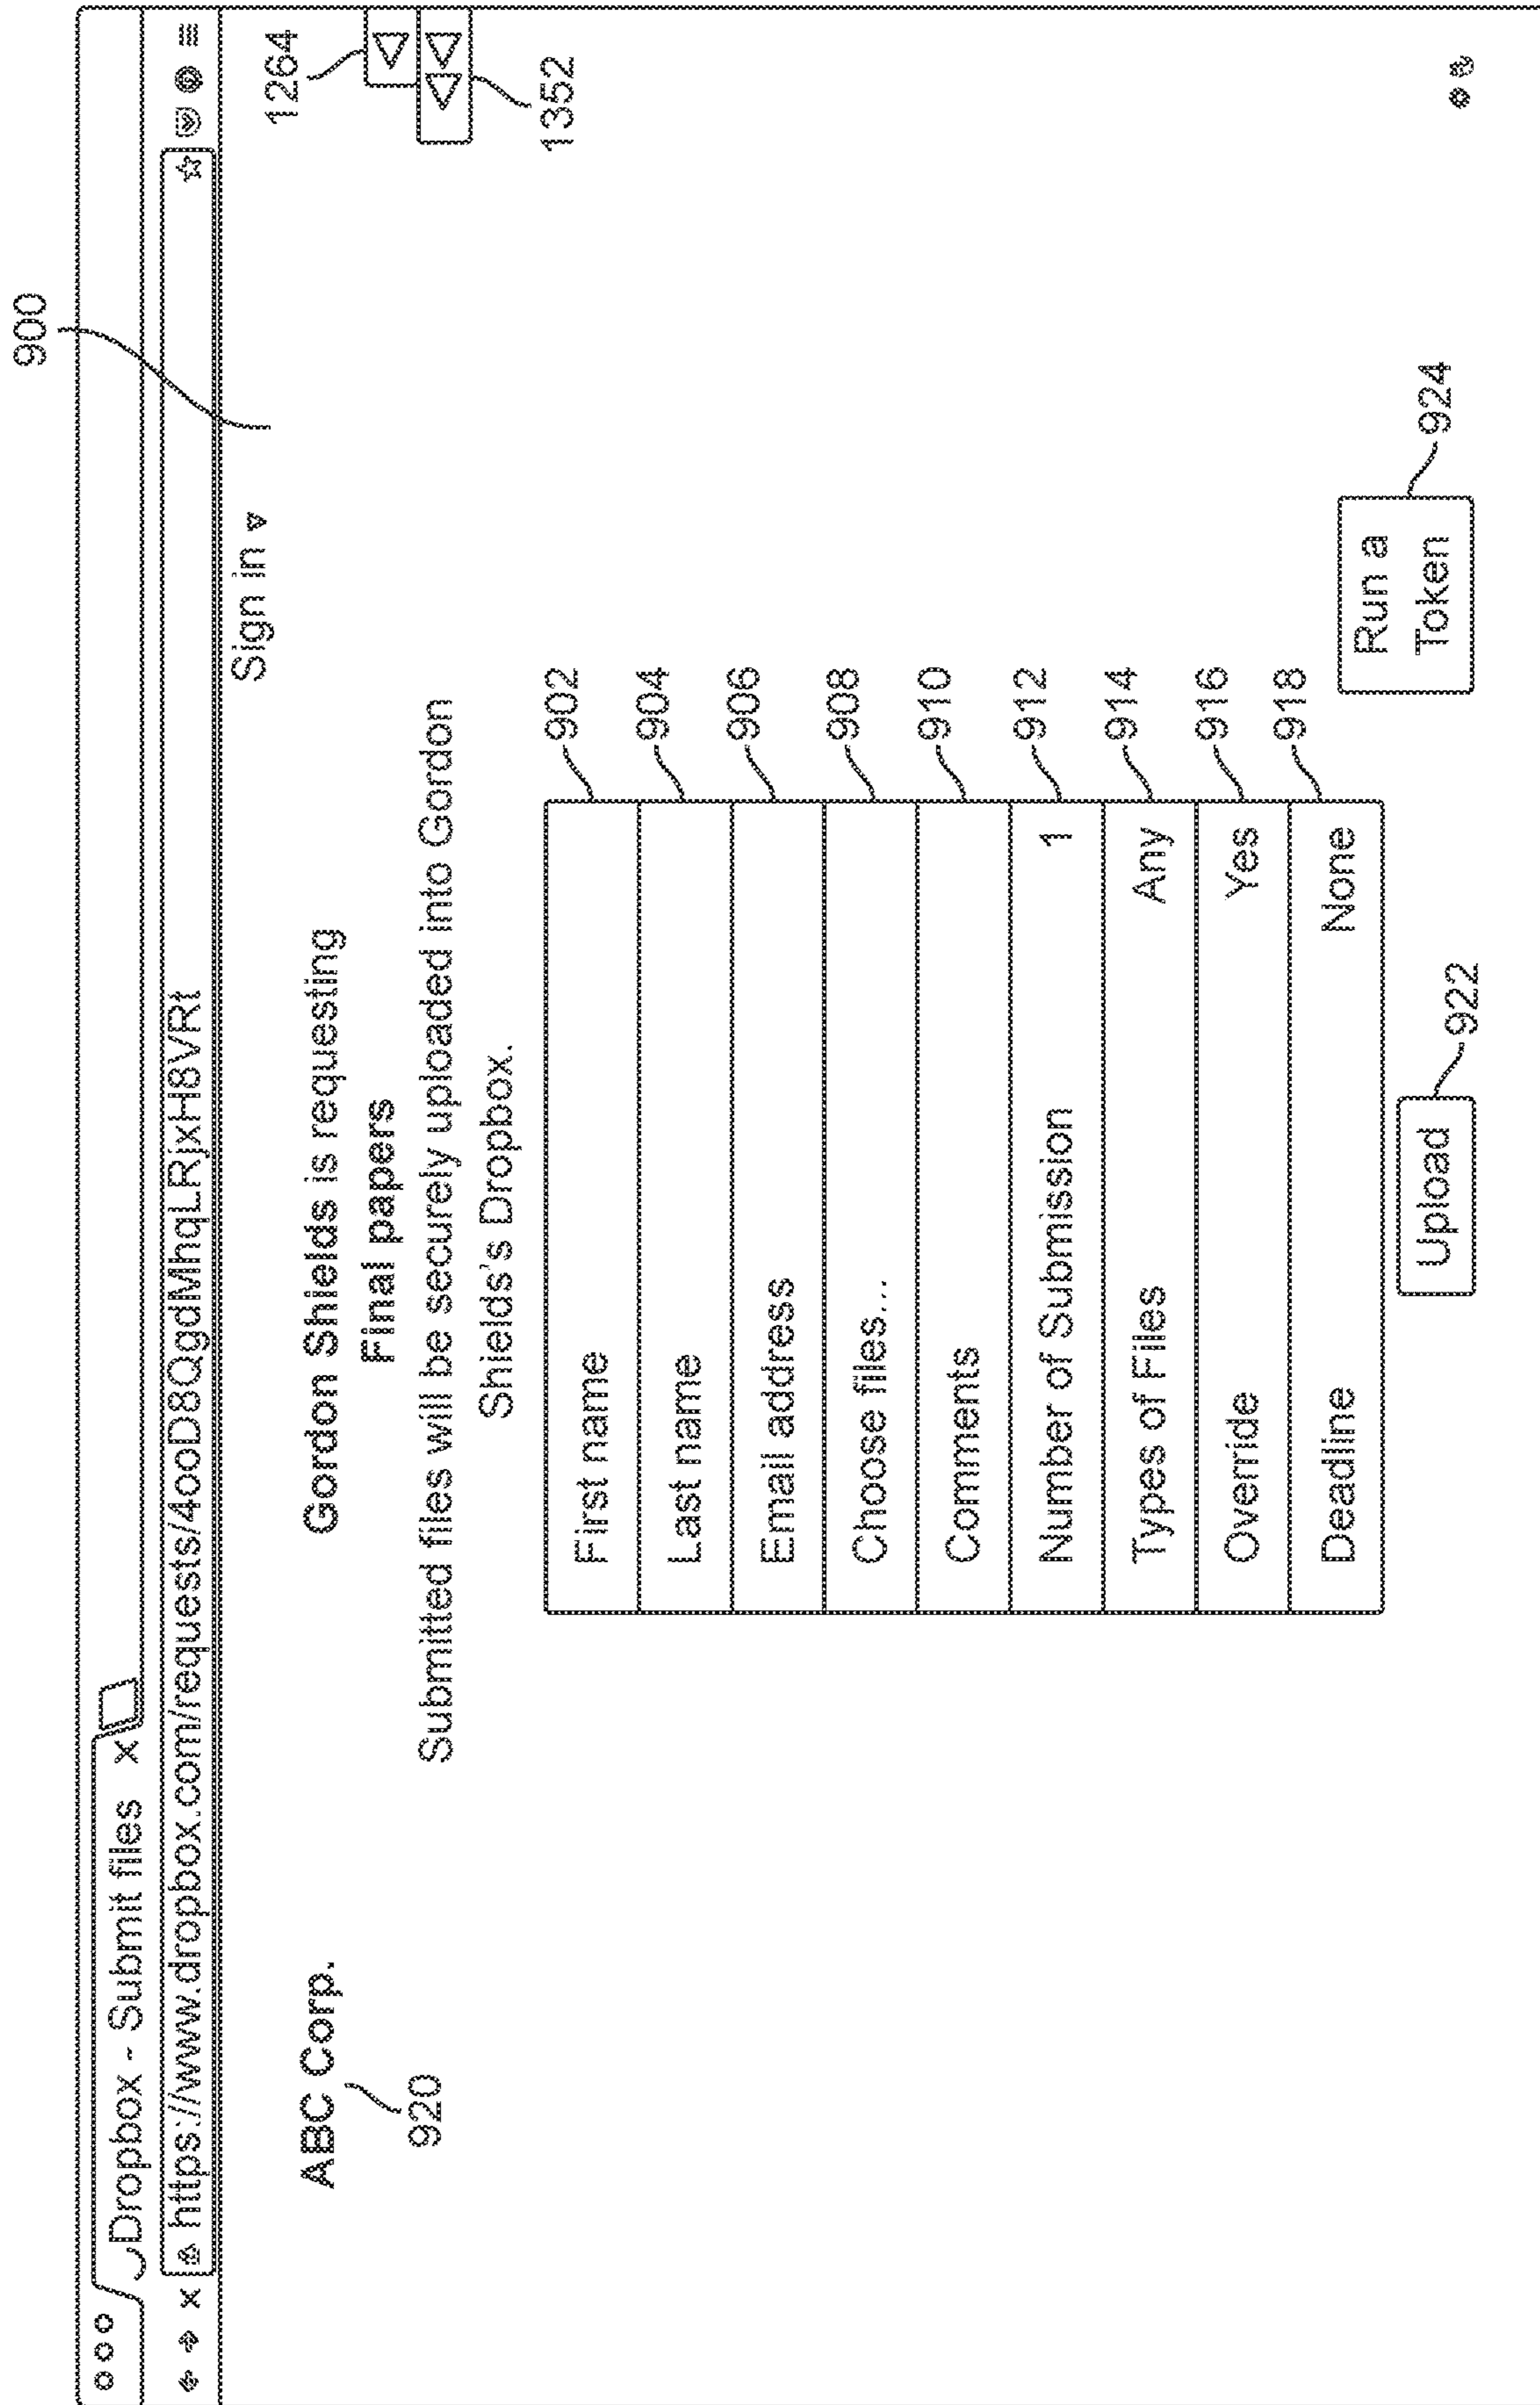 900
Dropbox - Submit files x
https://www.dropbox.com/requests/4ooD8QgdMhqLRjxH8VRt
Sign in
1264
ABC Corp.
920
Gordon Shields is requesting
Final papers
Submitted files will be securely uploaded into Gordon
Shields's Dropbox.
1352
First name 902
Last name 904
Email address 906
Choose files... 908
Comments 910
Number of Submission 1 912
Types of Files Any 914
Override Yes 916
Deadline None 918
Upload 922
Run a
Token
924